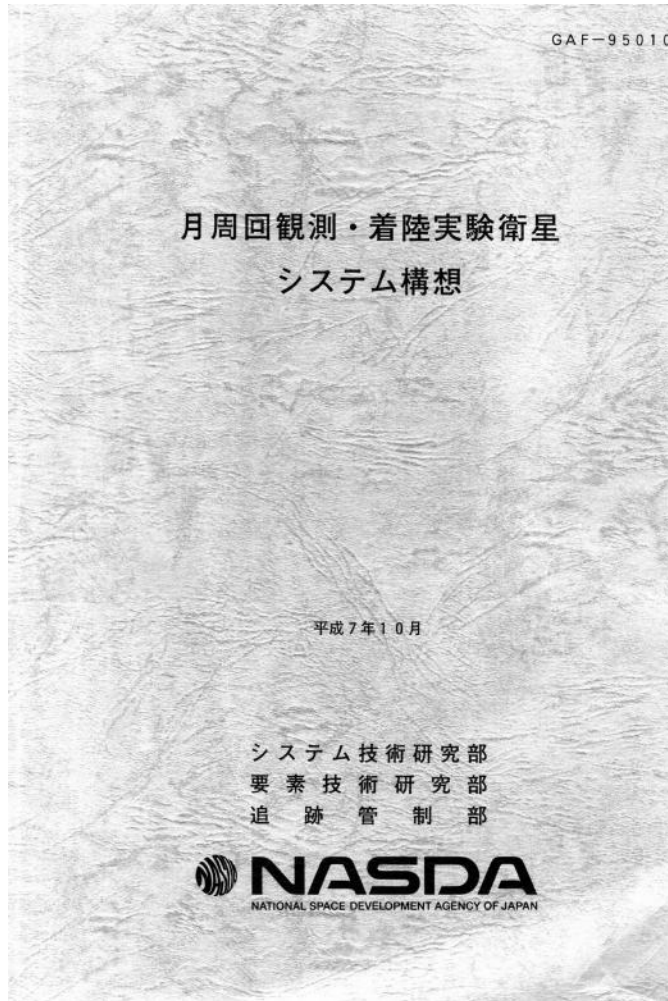 GAF-95010
月周回観測・着陸実験衛星
システム構想
平成7年10月
システム技術研究部
要素技術研究部
追跡管制部
NASDA
NATIONAL SPACE DEVELOPMENT AGENCY OF JAPAN